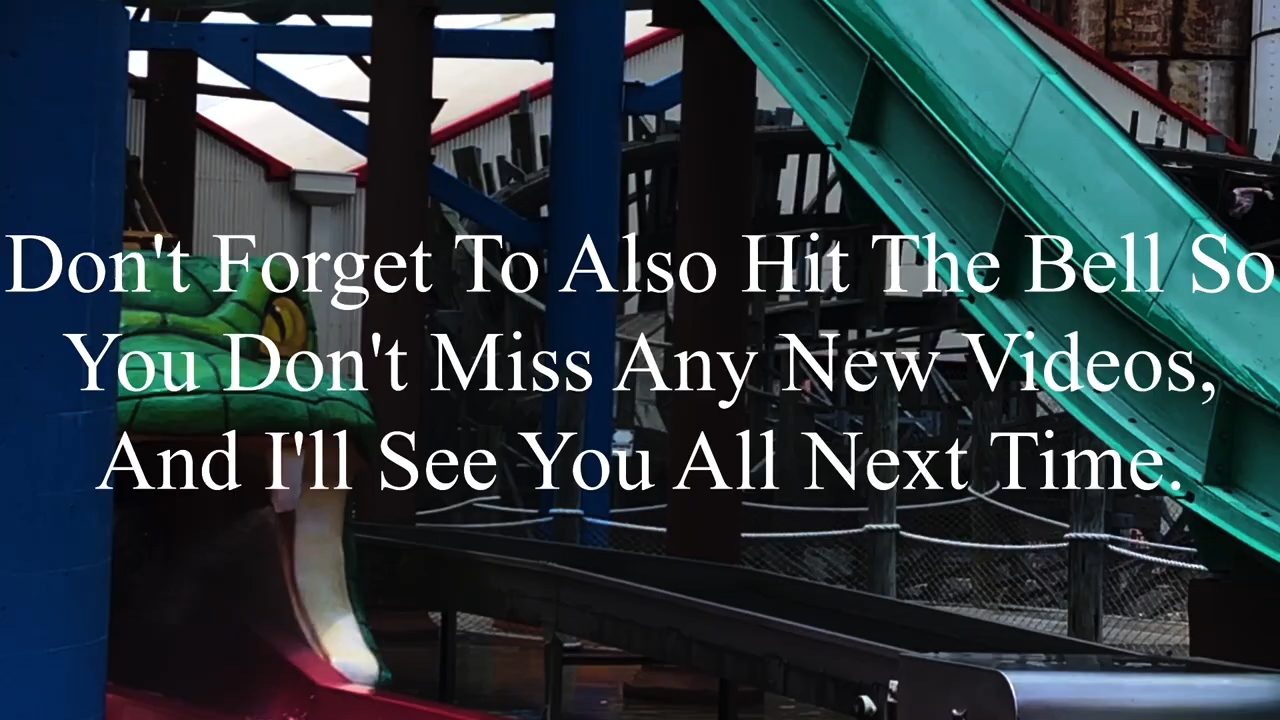 Don't Forget To Also Hit The Bell So
You Don't Miss Any New Videos,
And I'll See You All Next Time.